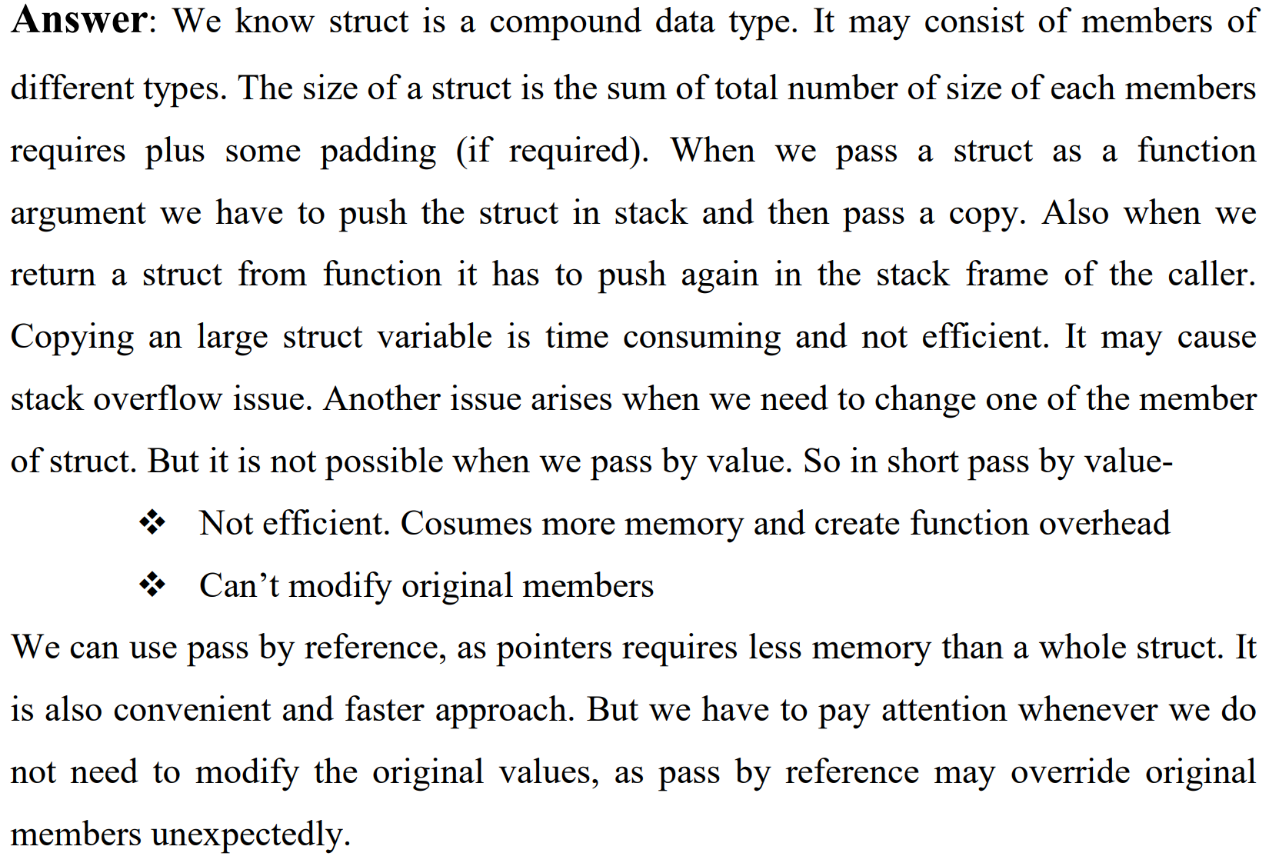 Answer: We know struct is a compound data type. It may consist of members of
different types. The size of a struct is the sum of total number of size of each members
requires plus some padding (if required). When we pass a struct as a function
argument we have to push the struct in stack and then pass a copy. Also when we
return a struct from function it has to push again in the stack frame of the caller.
Copying an large struct variable is time consuming and not efficient. It may cause
stack overflow issue. Another issue arises when we need to change one of the member
of struct. But it is not possible when we pass by value. So in short pass by value-
❖ Not efficient. Cosumes more memory and create function overhead
❖ Can’t modify original members
We can use pass by reference, as pointers requires less memory than a whole struct. It
is also convenient and faster approach. But we have to pay attention whenever we do
not need to modify the original values, as pass by reference may override original
members unexpectedly.